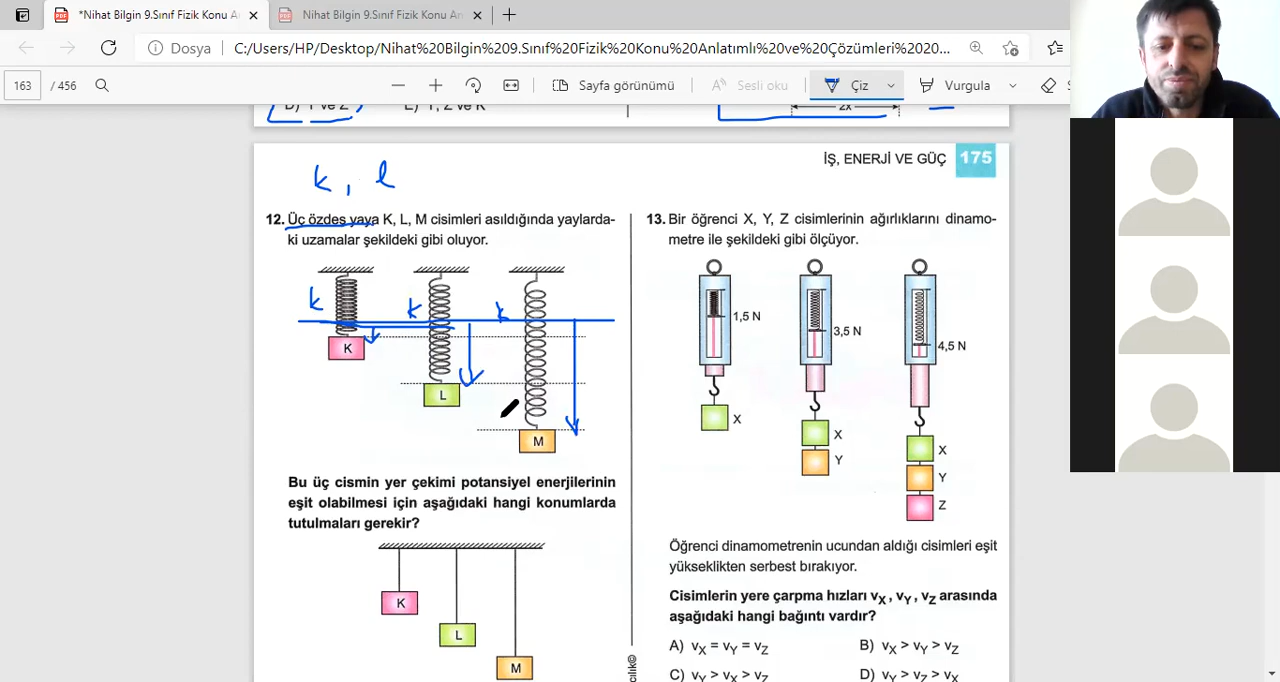 *Nihat Bilgin 9.Sınıf Fizik Konu A
Nihat Bilgin 9.Sınıf Fizik Konu An
Dosya
C:/Users/HP/Desktop/Nihat%20Bilgin%209.Sınıf%20Fizik%20Konu%20Anlatımlı%20ve%20Çözümleri%2020...
163 / 456
Sayfa görünümü
Sesli oku
Çiz
Vurgula
D) Y ve Z
E) Y, Z ve K
2x
İŞ, ENERJİ VE GÜÇ 175
k, l
12. Üç özdeş yaya K, L, M cisimleri asıldığında yaylarda-
ki uzamalar şekildeki gibi oluyor.
k k k
K
L
M
Bu üç cismin yer çekimi potansiyel enerjilerinin
eşit olabilmesi için aşağıdaki hangi konumlarda
tutulmaları gerekir?
K
L
M
13. Bir öğrenci X, Y, Z cisimlerinin ağırlıklarını dinamo-
metre ile şekildeki gibi ölçüyor.
1,5 N
3,5 N
4,5 N
X
X
Y
X
Y
Z
Öğrenci dinamometrenin ucundan aldığı cisimleri eşit
yükseklikten serbest bırakıyor.
Cisimlerin yere çarpma hızları vX , vY , vZ arasında
aşağıdaki hangi bağıntı vardır?
A) vX = vY = vZ
B) vX > vY > vZ
C) vY > vX > vZ
D) vY > vZ > vX
cilik©